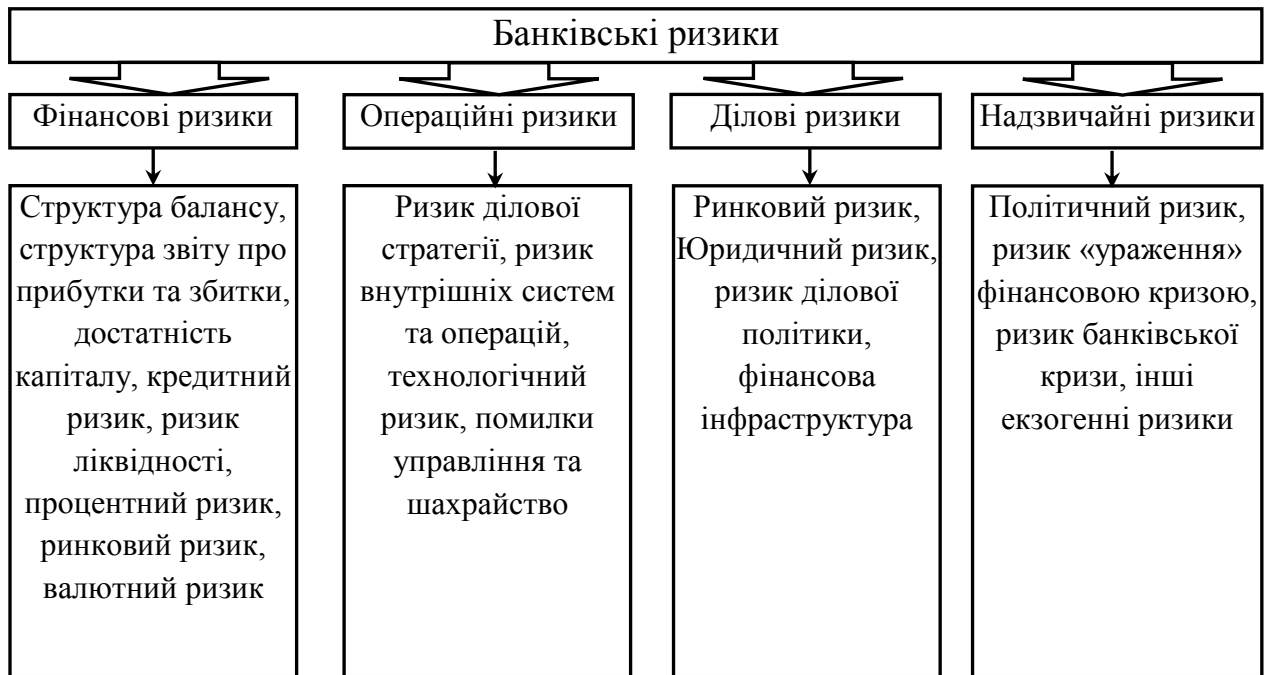 Банківські ризики
Фінансові ризики
Операційні ризики
Ділові ризики
Надзвичайні ризики
Структура балансу,
структура звіту про
прибутки та збитки,
достатність
капіталу, кредитний
ризик, ризик
ліквідності,
процентний ризик,
ринковий ризик,
валютний ризик
Ризик ділової
стратегії, ризик
внутрішніх систем
та операцій,
технологічний
ризик, помилки
управління та
шахрайство
Ринковий ризик,
Юридичний ризик,
ризик ділової
політики,
фінансова
інфраструктура
Політичний ризик,
ризик «ураження»
фінансовою кризою,
ризик банківської
кризи, інші
екзогенні ризики